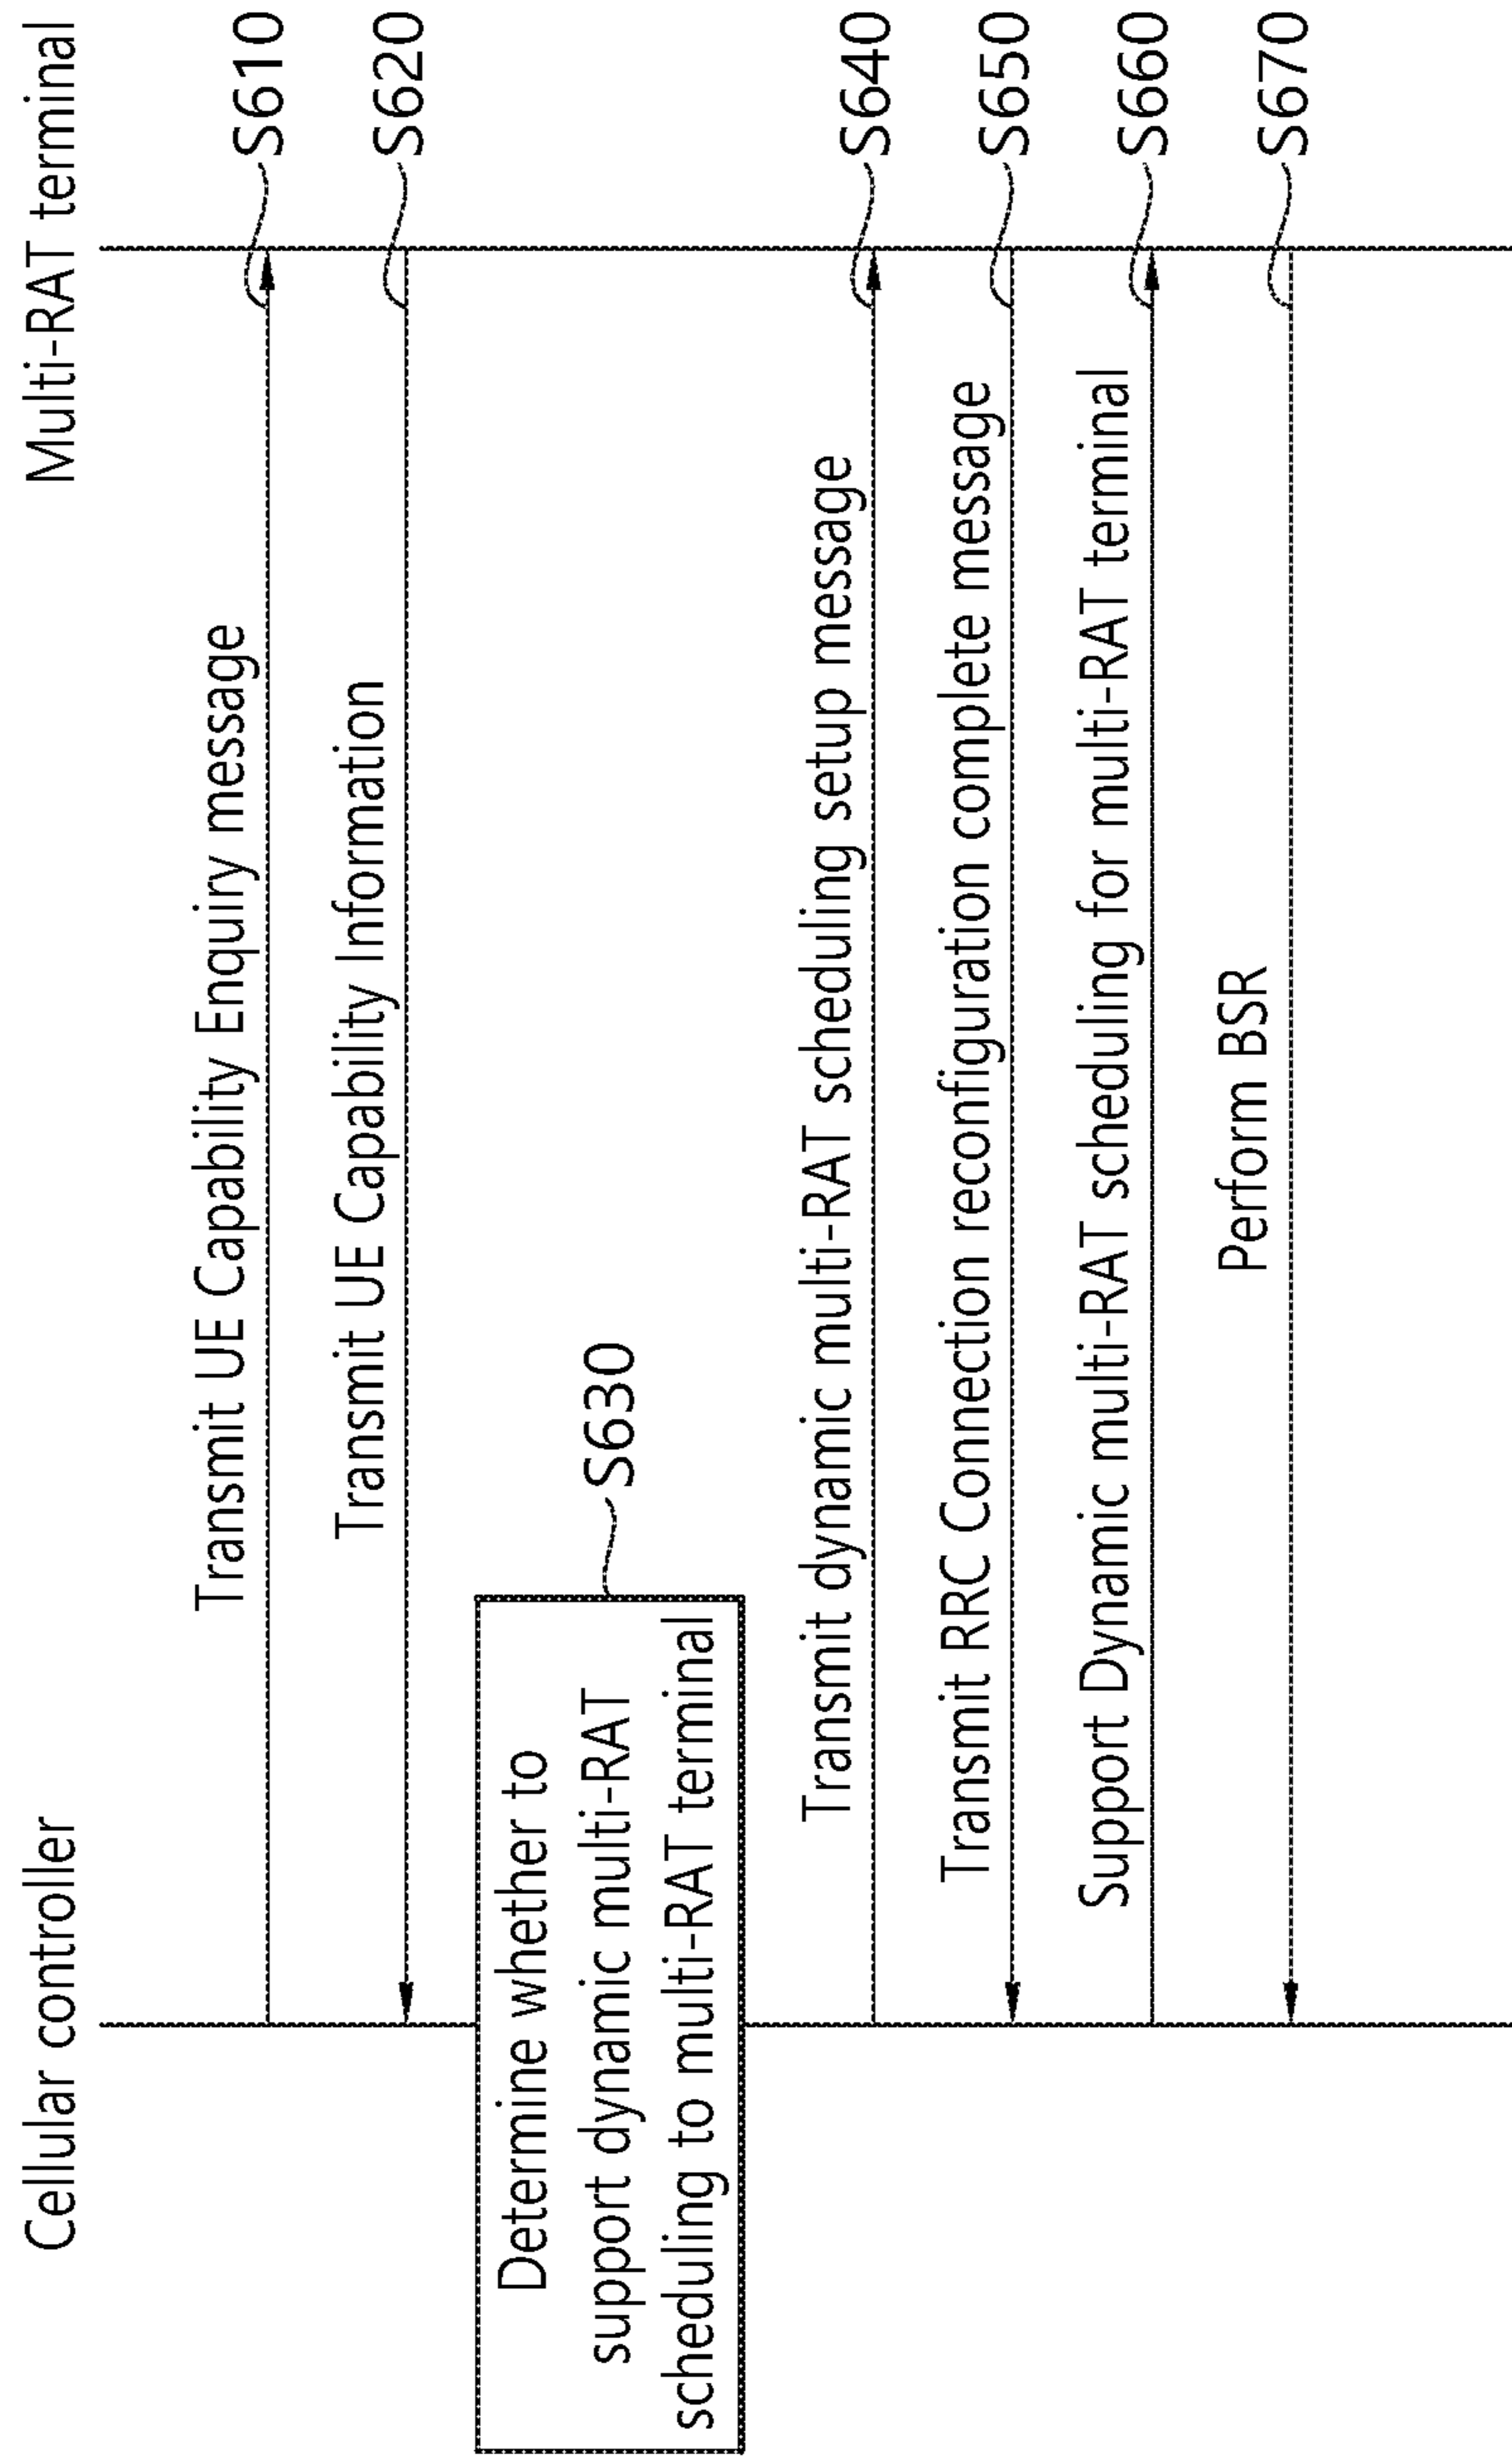 Cellular controller
Multi-RAT terminal
Transmit UE Capability Enquiry message
S610
Transmit UE Capability Information
S620
Determine whether to
support dynamic multi-RAT
scheduling to multi-RAT terminal
S630
Transmit dynamic multi-RAT scheduling setup message
S640
Transmit RRC Connection reconfiguration complete message
S650
Support Dynamic multi-RAT scheduling for multi-RAT terminal
S660
Perform BSR
S670